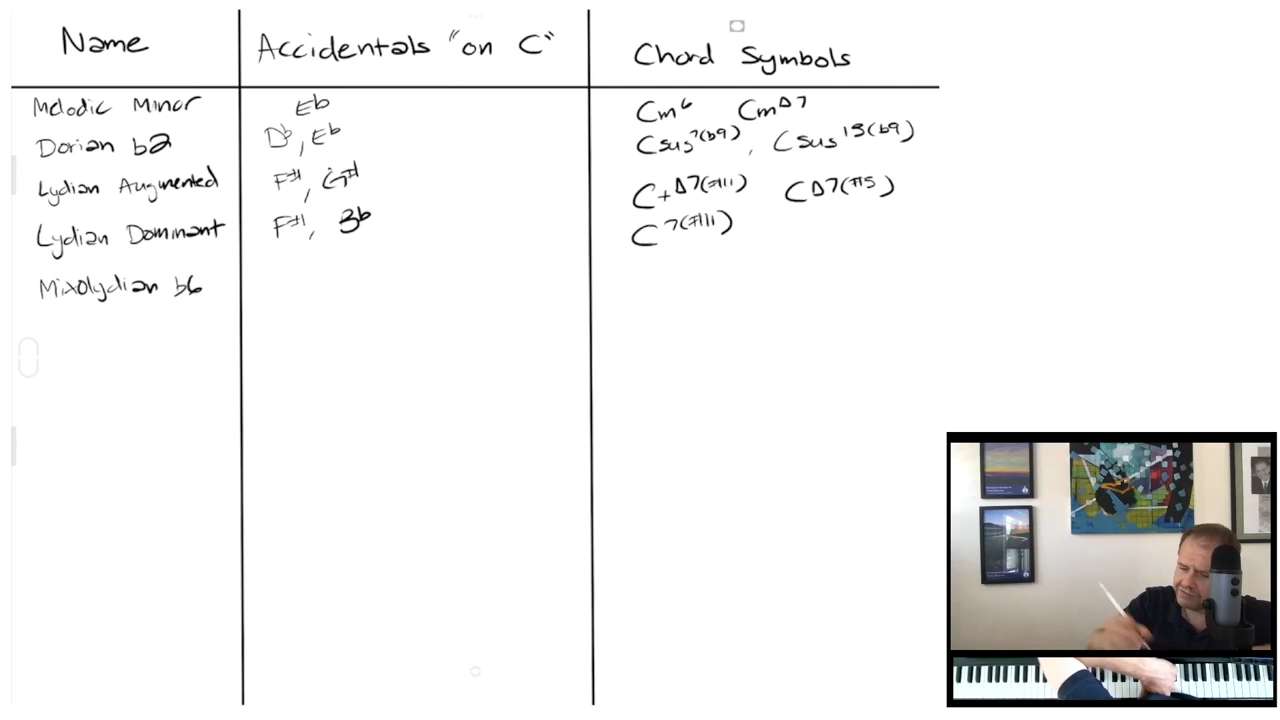 Name Accidentals "on C" Chord Symbols
Melodic Minor Eb Cm6 CmΔ7
Dorian b2 Db, Eb Csus7(b9), Csus13(b9)
Lydian Augmented F#, G# C+Δ7(#11) CΔ7(#5)
Lydian Dominant F#, Bb C7(#11)
Mixolydian b6